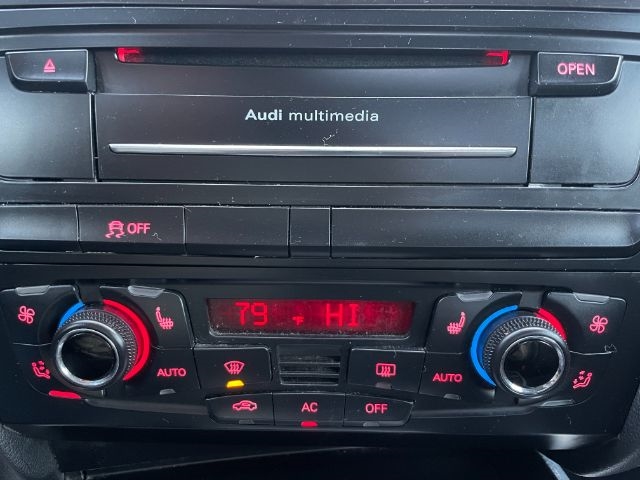 OPEN
Audi multimedia
OFF
79 °F HI
AUTO
AUTO
AC
OFF